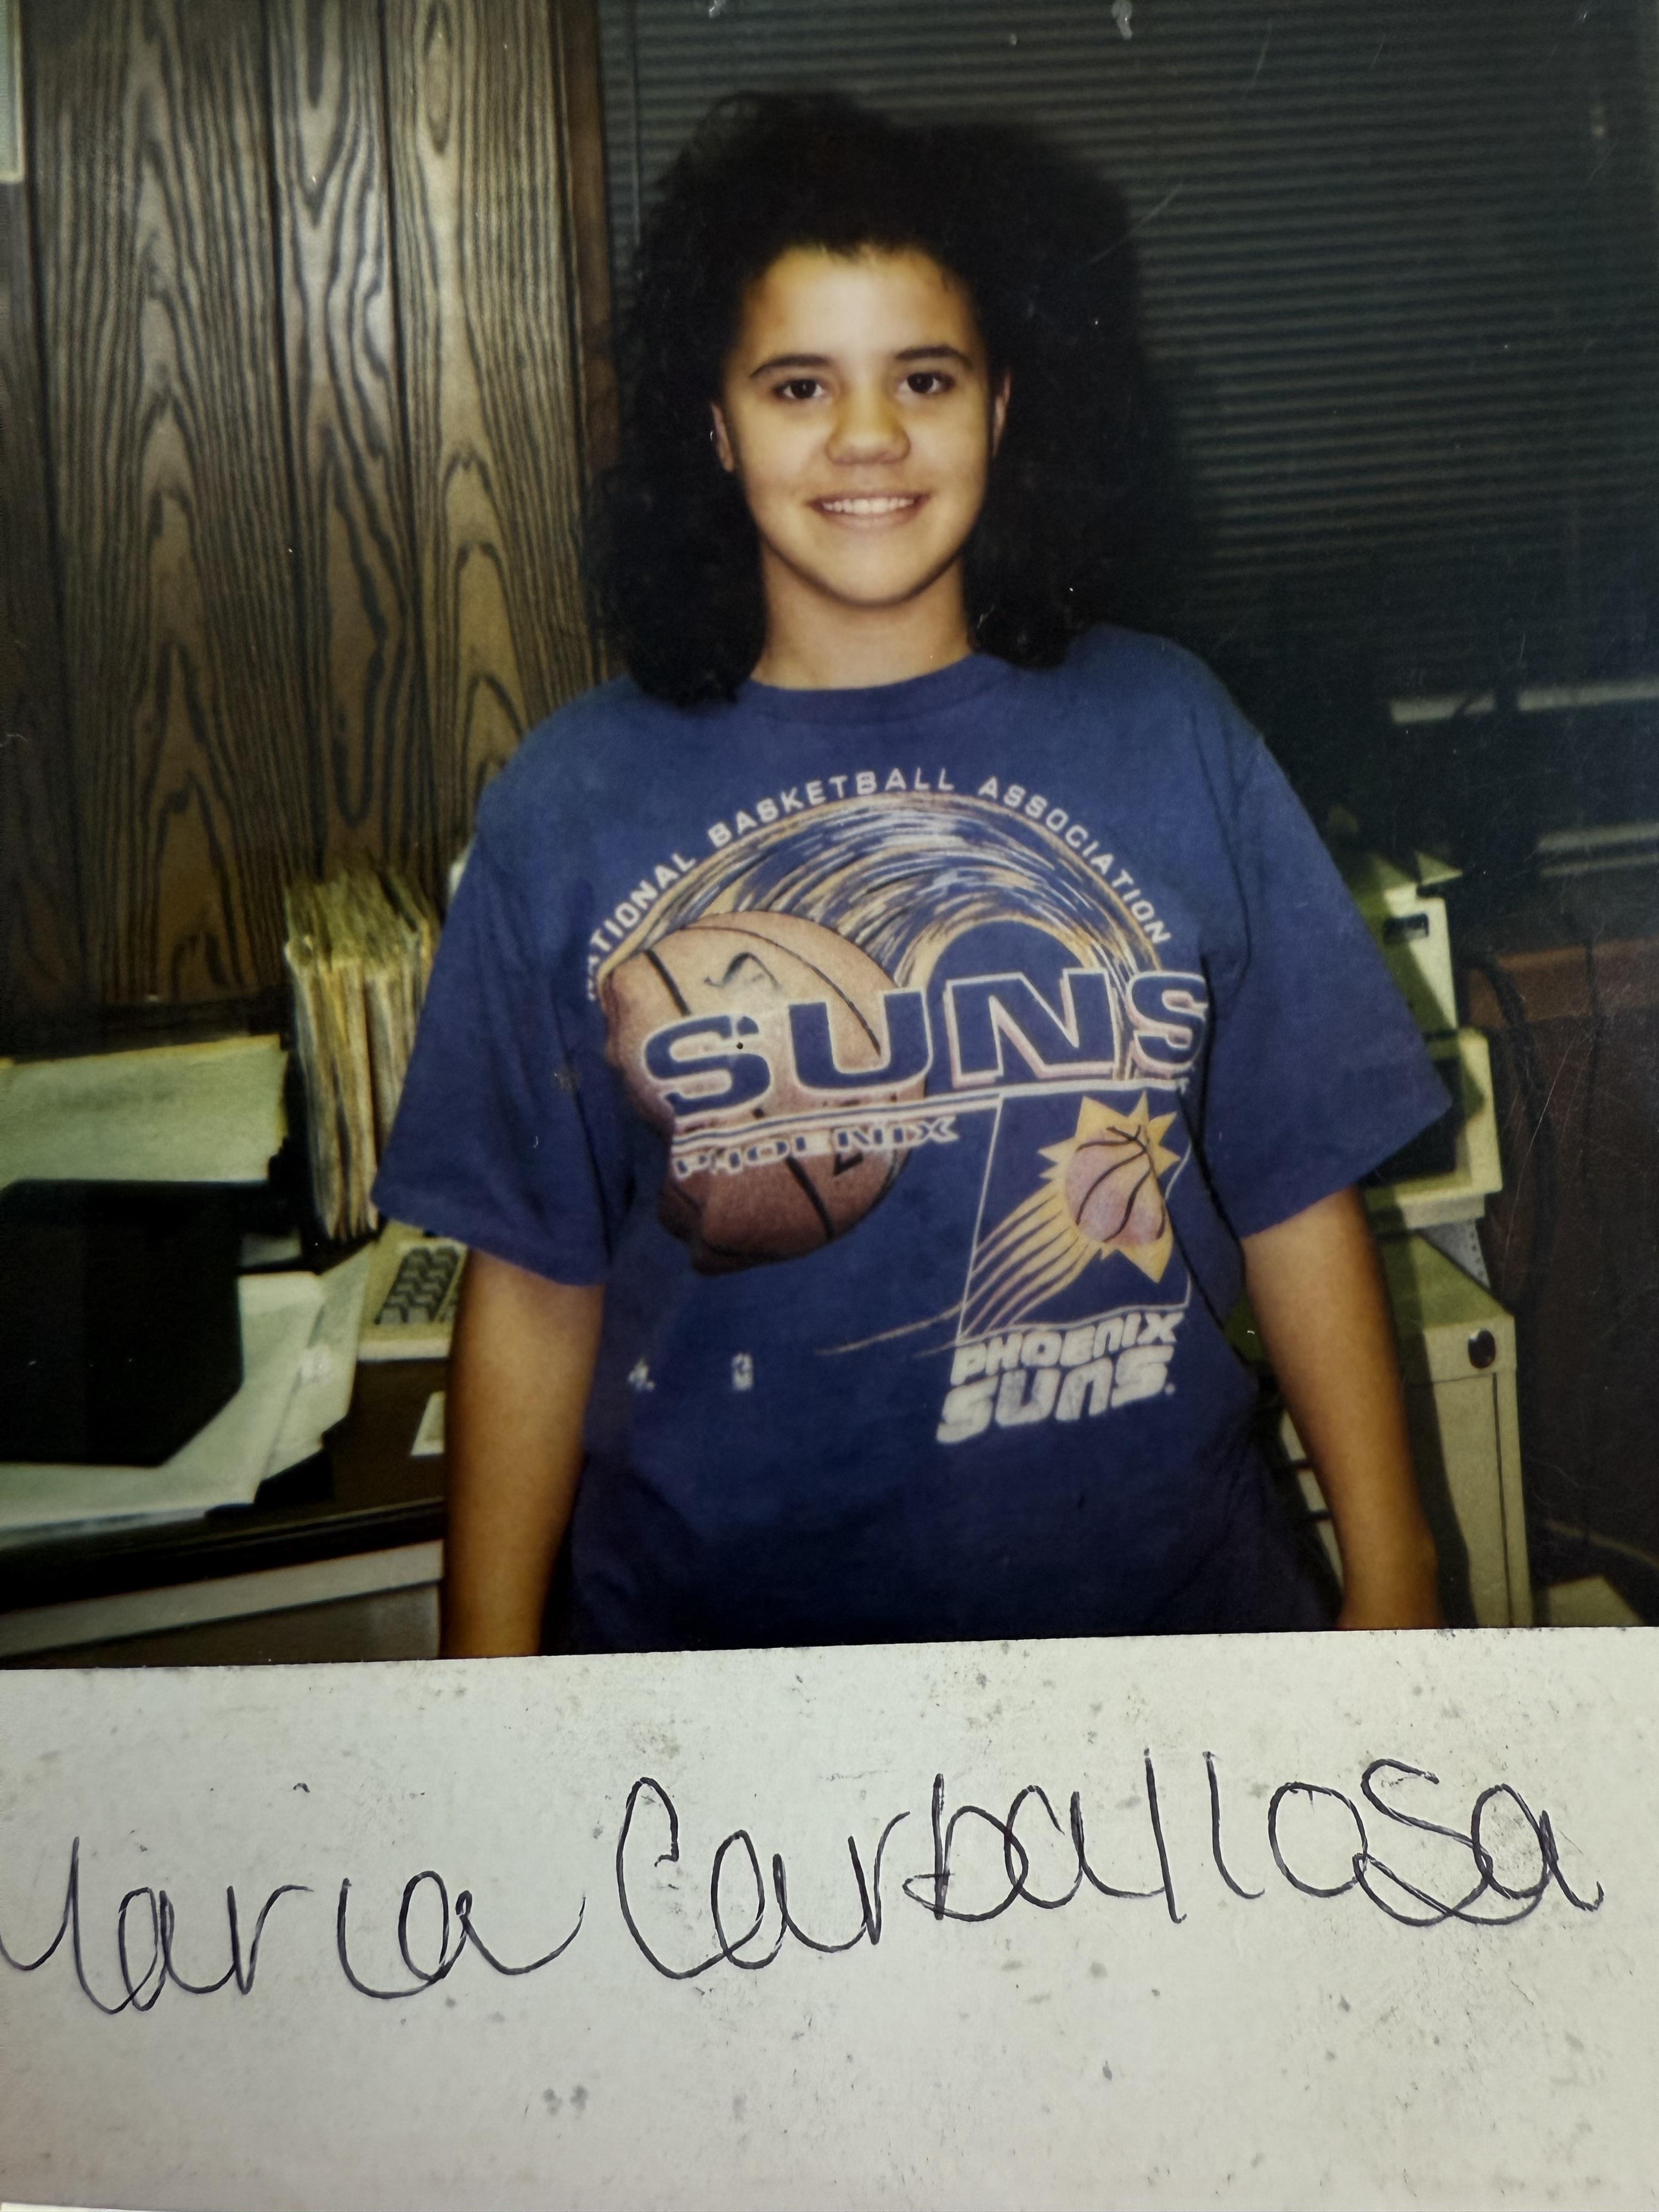 NATIONAL BASKETBALL ASSOCIATION
SUNS
PHOENIX
PHOENIX
SUNS
Maria Carballosa